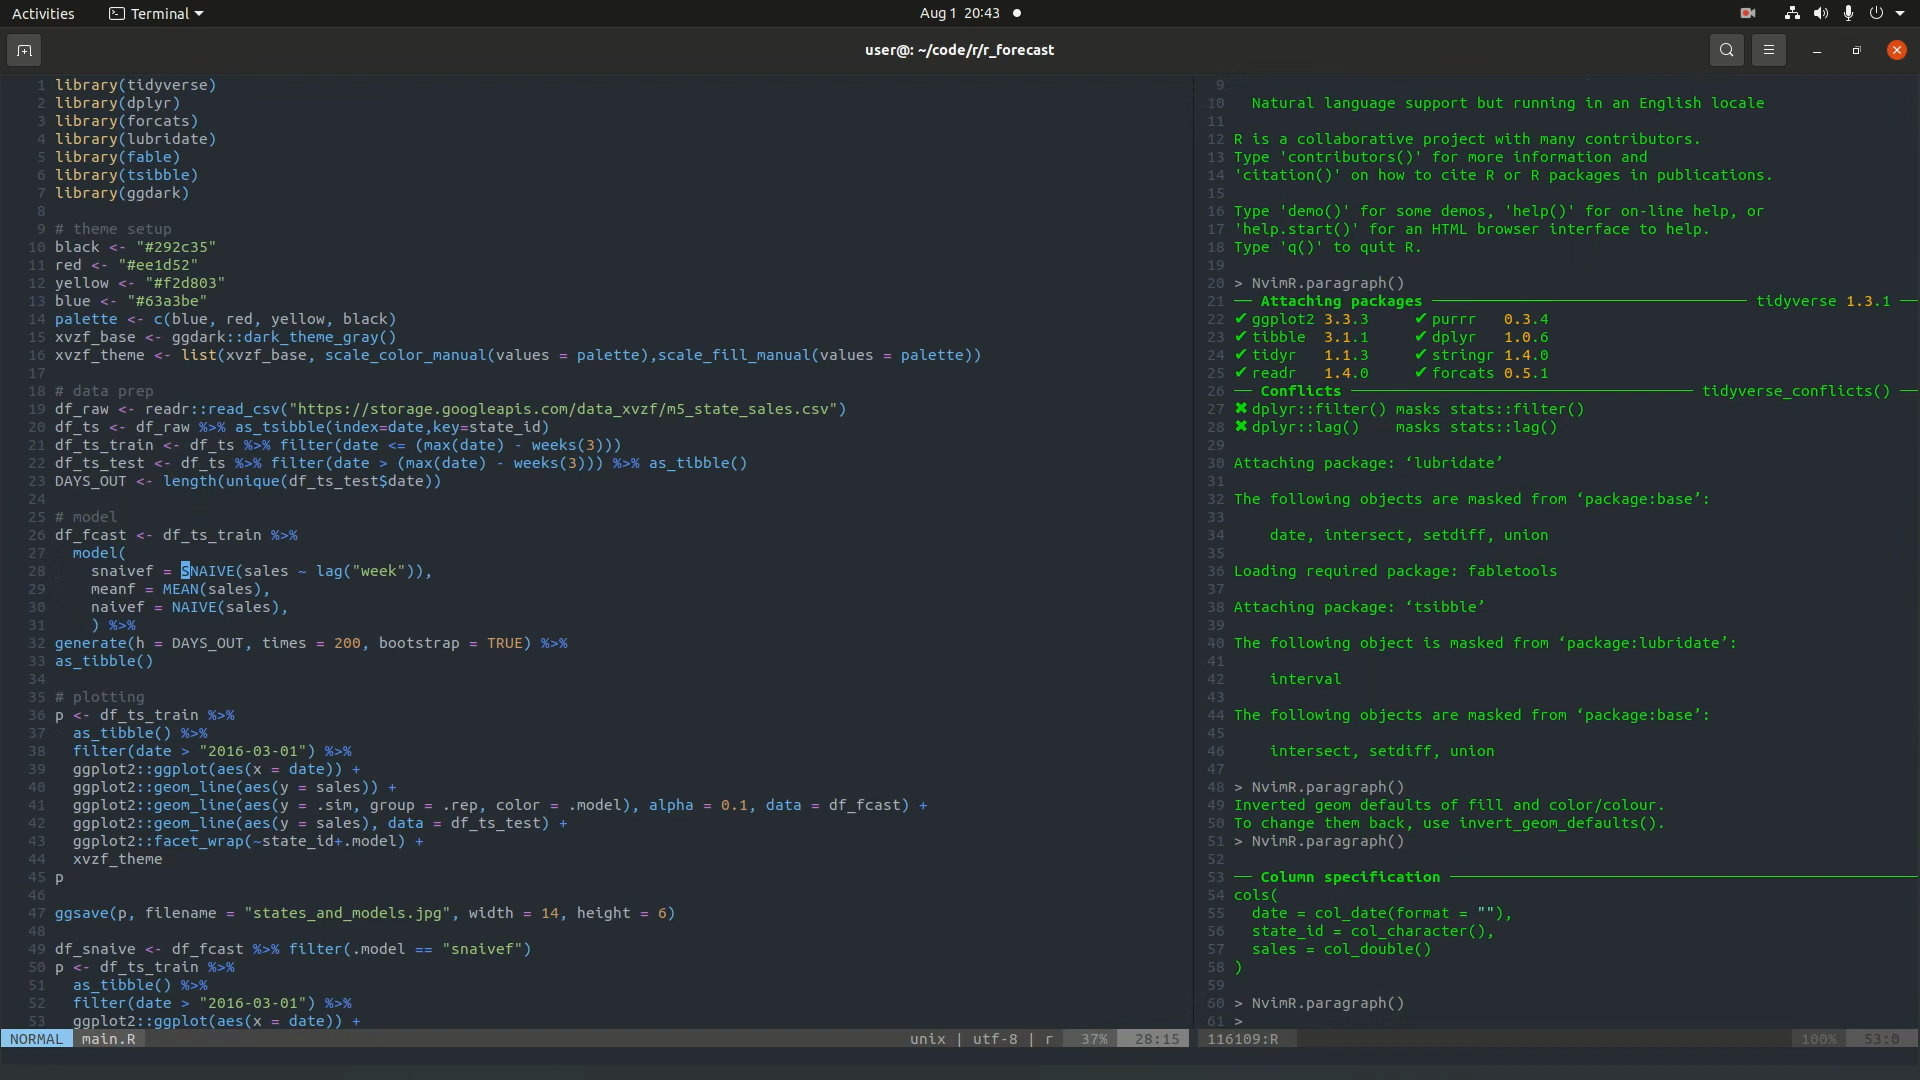 Activities
Terminal
Aug 1 20:43
user@: ~/code/r/r_forecast
1 library(tidyverse)
2 library(dplyr)
3 library(forcats)
4 library(lubridate)
5 library(fable)
6 library(tsibble)
7 library(ggdark)
8
9 # theme setup
10 black <- "#292c35"
11 red <- "#ee1d52"
12 yellow <- "#f2d803"
13 blue <- "#63a3be"
14 palette <- c(blue, red, yellow, black)
15 xvzf_base <- ggdark::dark_theme_gray()
16 xvzf_theme <- list(xvzf_base, scale_color_manual(values = palette),scale_fill_manual(values = palette))
17
18 # data prep
19 df_raw <- readr::read_csv("https://storage.googleapis.com/data_xvzf/m5_state_sales.csv")
20 df_ts <- df_raw %>% as_tsibble(index=date,key=state_id)
21 df_ts_train <- df_ts %>% filter(date <= (max(date) - weeks(3)))
22 df_ts_test <- df_ts %>% filter(date > (max(date) - weeks(3))) %>% as_tibble()
23 DAYS_OUT <- length(unique(df_ts_test$date))
24
25 # model
26 df_fcast <- df_ts_train %>%
27   model(
28     snaivef = SNAIVE(sales ~ lag("week")),
29     meanf = MEAN(sales),
30     naivef = NAIVE(sales),
31     ) %>%
32 generate(h = DAYS_OUT, times = 200, bootstrap = TRUE) %>%
33 as_tibble()
34
35 # plotting
36 p <- df_ts_train %>%
37   as_tibble() %>%
38   filter(date > "2016-03-01") %>%
39   ggplot2::ggplot(aes(x = date)) +
40   ggplot2::geom_line(aes(y = sales)) +
41   ggplot2::geom_line(aes(y = .sim, group = .rep, color = .model), alpha = 0.1, data = df_fcast) +
42   ggplot2::geom_line(aes(y = sales), data = df_ts_test) +
43   ggplot2::facet_wrap(~state_id+.model) +
44   xvzf_theme
45 p
46
47 ggsave(p, filename = "states_and_models.jpg", width = 14, height = 6)
48
49 df_snaive <- df_fcast %>% filter(.model == "snaivef")
50 p <- df_ts_train %>%
51   as_tibble() %>%
52   filter(date > "2016-03-01") %>%
53   ggplot2::ggplot(aes(x = date)) +
NORMAL main.R unix | utf-8 | r 37% 28:15
9
10   Natural language support but running in an English locale
11
12 R is a collaborative project with many contributors.
13 Type 'contributors()' for more information and
14 'citation()' on how to cite R or R packages in publications.
15
16 Type 'demo()' for some demos, 'help()' for on-line help, or
17 'help.start()' for an HTML browser interface to help.
18 Type 'q()' to quit R.
19
20 > NvimR.paragraph()
21 ── Attaching packages ── tidyverse 1.3.1 ──
22 ✔ ggplot2 3.3.3     ✔ purrr   0.3.4
23 ✔ tibble  3.1.1     ✔ dplyr   1.0.6
24 ✔ tidyr   1.1.3     ✔ stringr 1.4.0
25 ✔ readr   1.4.0     ✔ forcats 0.5.1
26 ── Conflicts ── tidyverse_conflicts() ──
27 ✖ dplyr::filter() masks stats::filter()
28 ✖ dplyr::lag()    masks stats::lag()
29
30 Attaching package: ‘lubridate’
31
32 The following objects are masked from ‘package:base’:
33
34     date, intersect, setdiff, union
35
36 Loading required package: fabletools
37
38 Attaching package: ‘tsibble’
39
40 The following object is masked from ‘package:lubridate’:
41
42     interval
43
44 The following objects are masked from ‘package:base’:
45
46     intersect, setdiff, union
47
48 > NvimR.paragraph()
49 Inverted geom defaults of fill and color/colour.
50 To change them back, use invert_geom_defaults().
51 > NvimR.paragraph()
52
53 ── Column specification ──
54 cols(
55   date = col_date(format = ""),
56   state_id = col_character(),
57   sales = col_double()
58 )
59
60 > NvimR.paragraph()
61 >
116109:R 100% 53:0